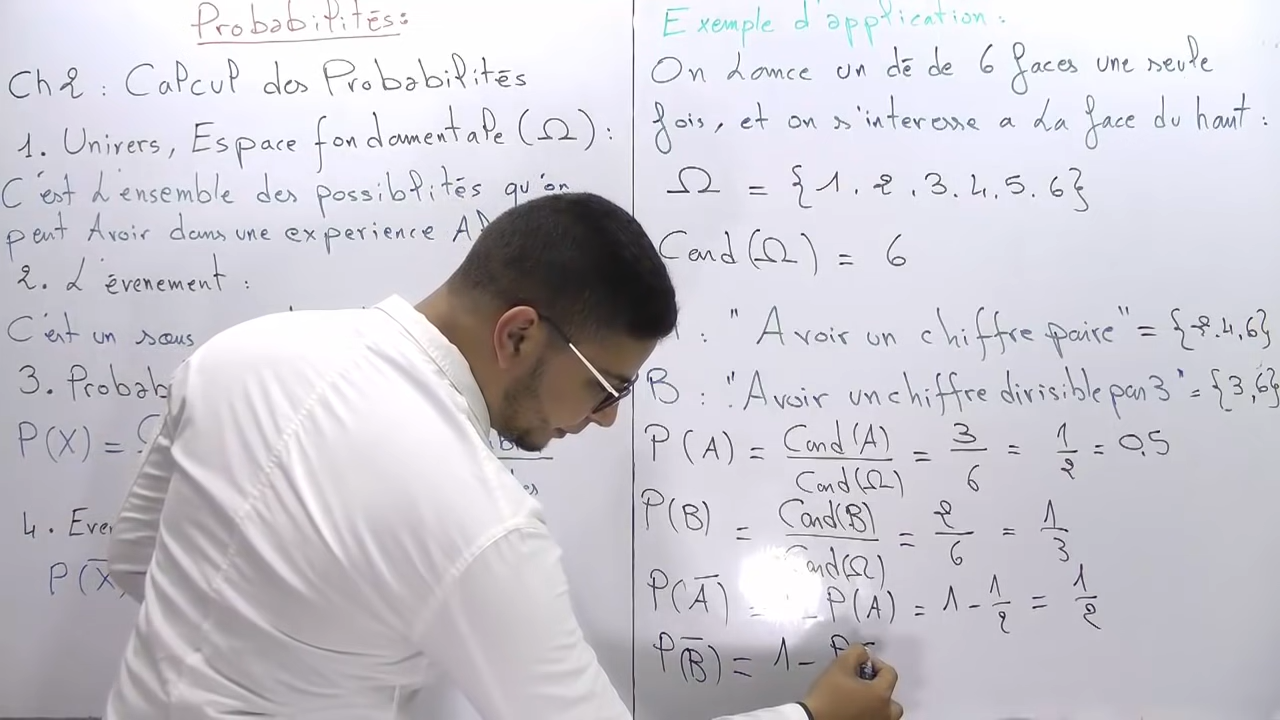 Probabilités:
Ch2 : Calcul des Probabilités
1. Univers, Espace fondamentale (Ω) :
C'est L'ensemble des possiblités qu'on
peut Avoir dans une experience
2. L'évenement :
C'est un sous
3. Probab
P(X) =
4. Even
P(X̄)
Exemple d'application :
On Lance un dé de 6 faces une seule
fois, et on s'interesse a La face du haut :
Ω = {1.2.3.4.5.6}
Card(Ω) = 6
: "Avoir un chiffre paire" = {2.4,6}
B : "Avoir un chiffre divisible par 3" = {3,6}
P(A) = Card(A)/Card(Ω) = 3/6 = 1/2 = 0,5
P(B) = Card(B)/Card(Ω) = 2/6 = 1/3
P(Ā) = - P(A) = 1 - 1/2 = 1/2
P(B̄) = 1 - P